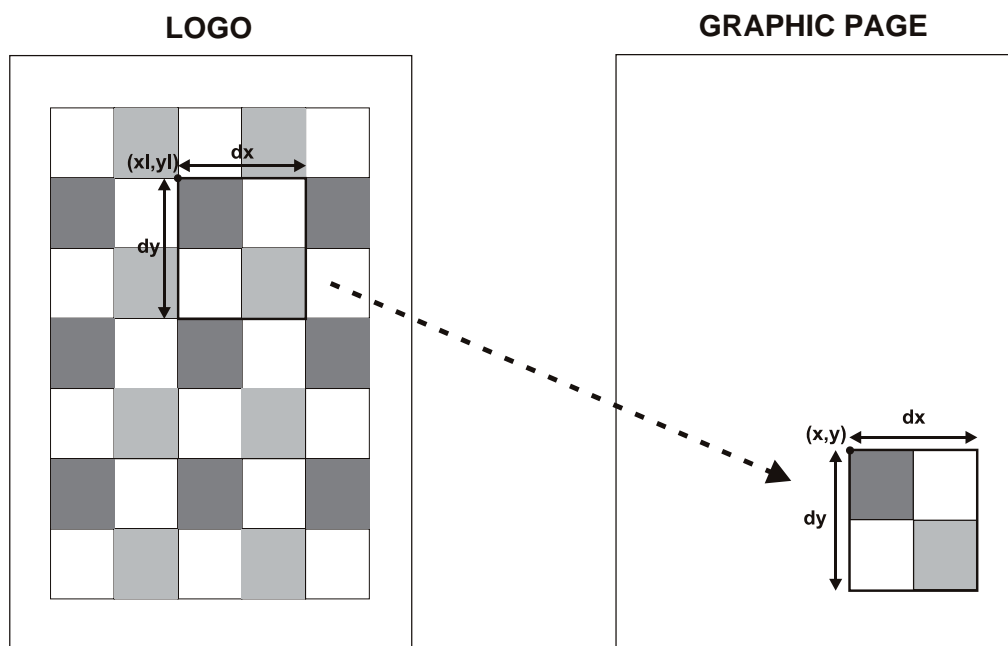 LOGO
GRAPHIC PAGE
(xl,yl)
dx
dy
(x,y)
dx
dy